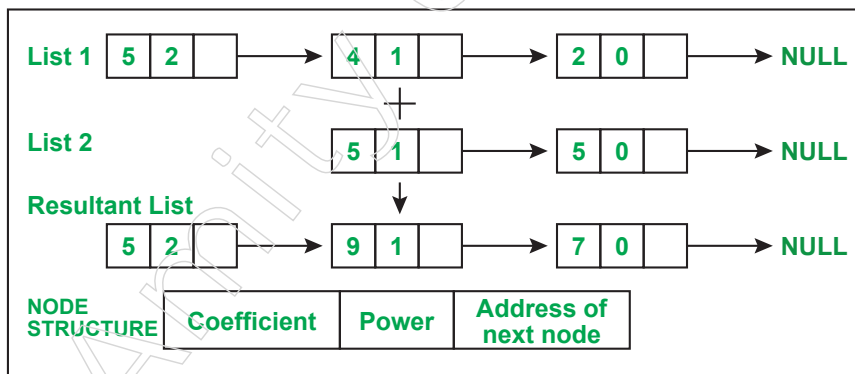 List 1 5 2 4 1 2 0 NULL
+
List 2 5 1 5 0 NULL
Resultant List
5 2 9 1 7 0 NULL
NODE STRUCTURE Coefficient Power Address of next node
Amity